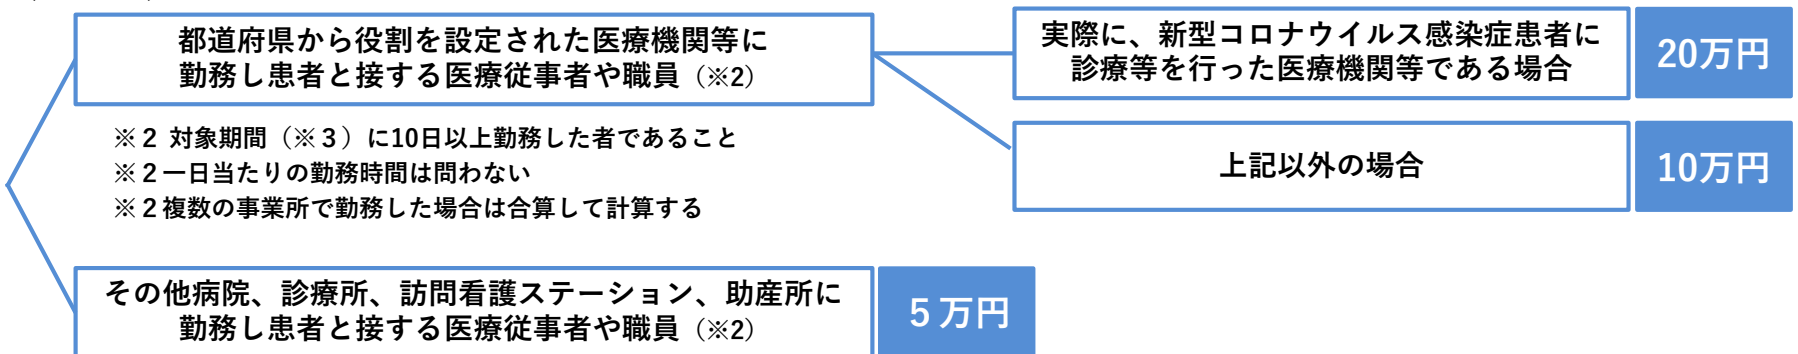 都道府県から役割を設定された医療機関等に
勤務し患者と接する医療従事者や職員（※2）
実際に、新型コロナウイルス感染症患者に
診療等を行った医療機関等である場合
20万円
※２ 対象期間（※３）に10日以上勤務した者であること
※２一日当たりの勤務時間は問わない
※２複数の事業所で勤務した場合は合算して計算する
上記以外の場合
10万円
その他病院、診療所、訪問看護ステーション、助産所に
勤務し患者と接する医療従事者や職員（※2）
５万円